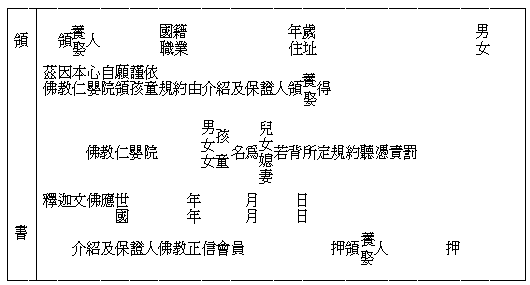 領書
領養娶人 國籍 年歲 男
職業 住址 女
茲因本心自願謹依
佛教仁嬰院領孩童規約由介紹及保證人領養娶得
佛教仁嬰院 男女女孩童 名爲兒女媳妻若背所定規約聽憑責罰
釋迦文佛應世 年 月 日
國 年 月 日
介紹及保證人佛教正信會員 押領養娶人 押